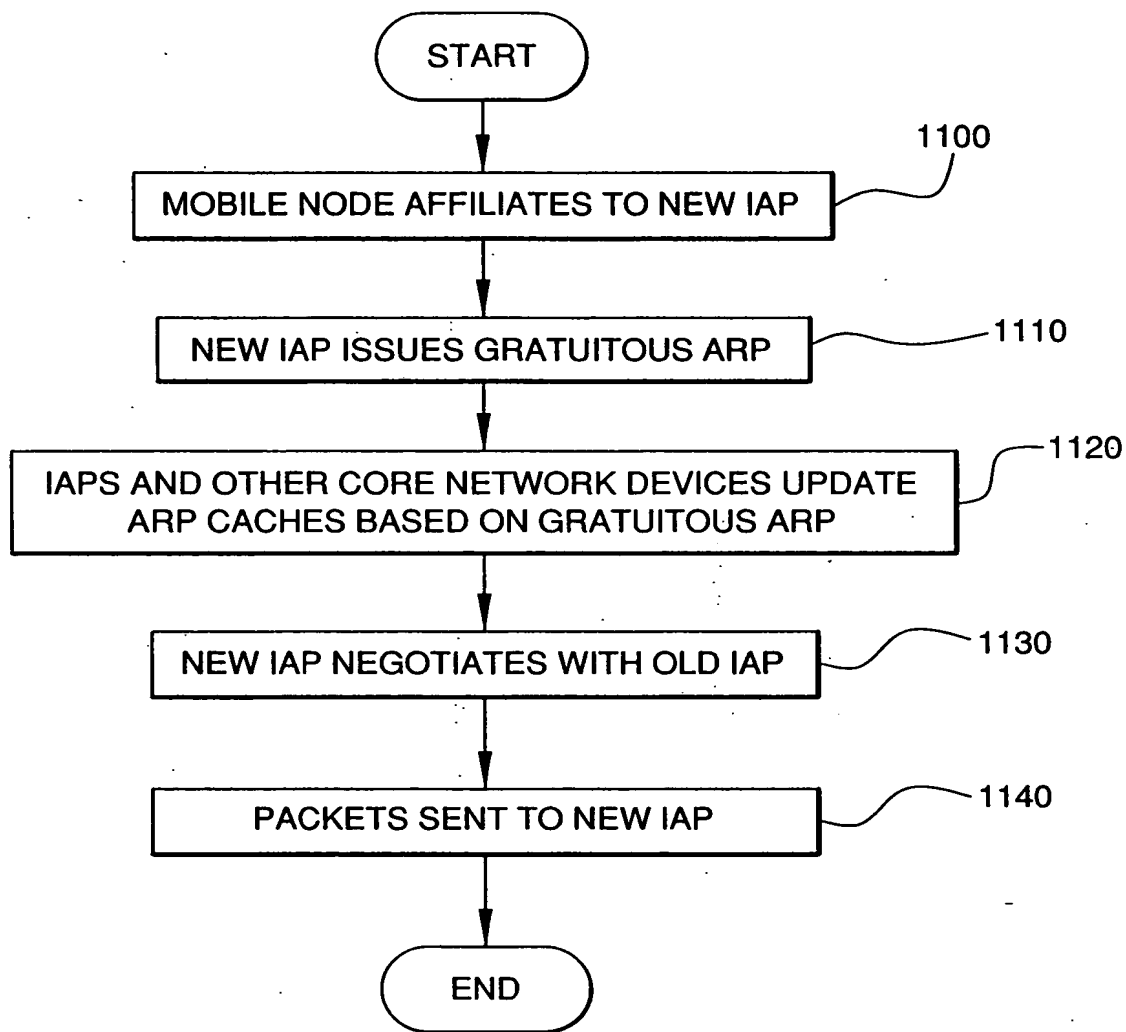 START
1100
MOBILE NODE AFFILIATES TO NEW IAP
NEW IAP ISSUES GRATUITOUS ARP
1110
IAPS AND OTHER CORE NETWORK DEVICES UPDATE
ARP CACHES BASED ON GRATUITOUS ARP
1120
NEW IAP NEGOTIATES WITH OLD IAP
1130
PACKETS SENT TO NEW IAP
1140
END